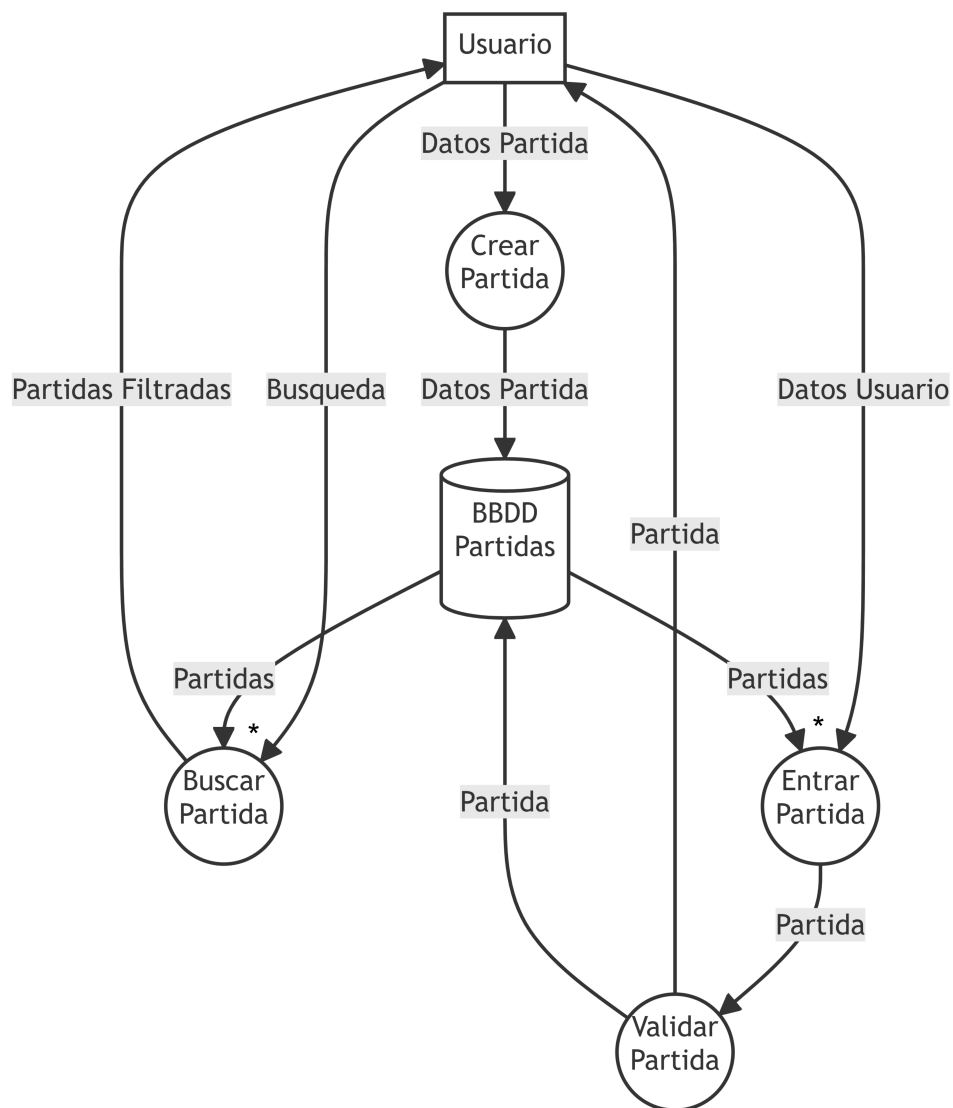 Usuario
Datos Partida
Crear
Partida
Partidas Filtradas
Busqueda
Datos Partida
Datos Usuario
BBDD
Partidas
Partida
Partidas
Partidas
*
*
Buscar
Partida
Partida
Entrar
Partida
Partida
Validar
Partida